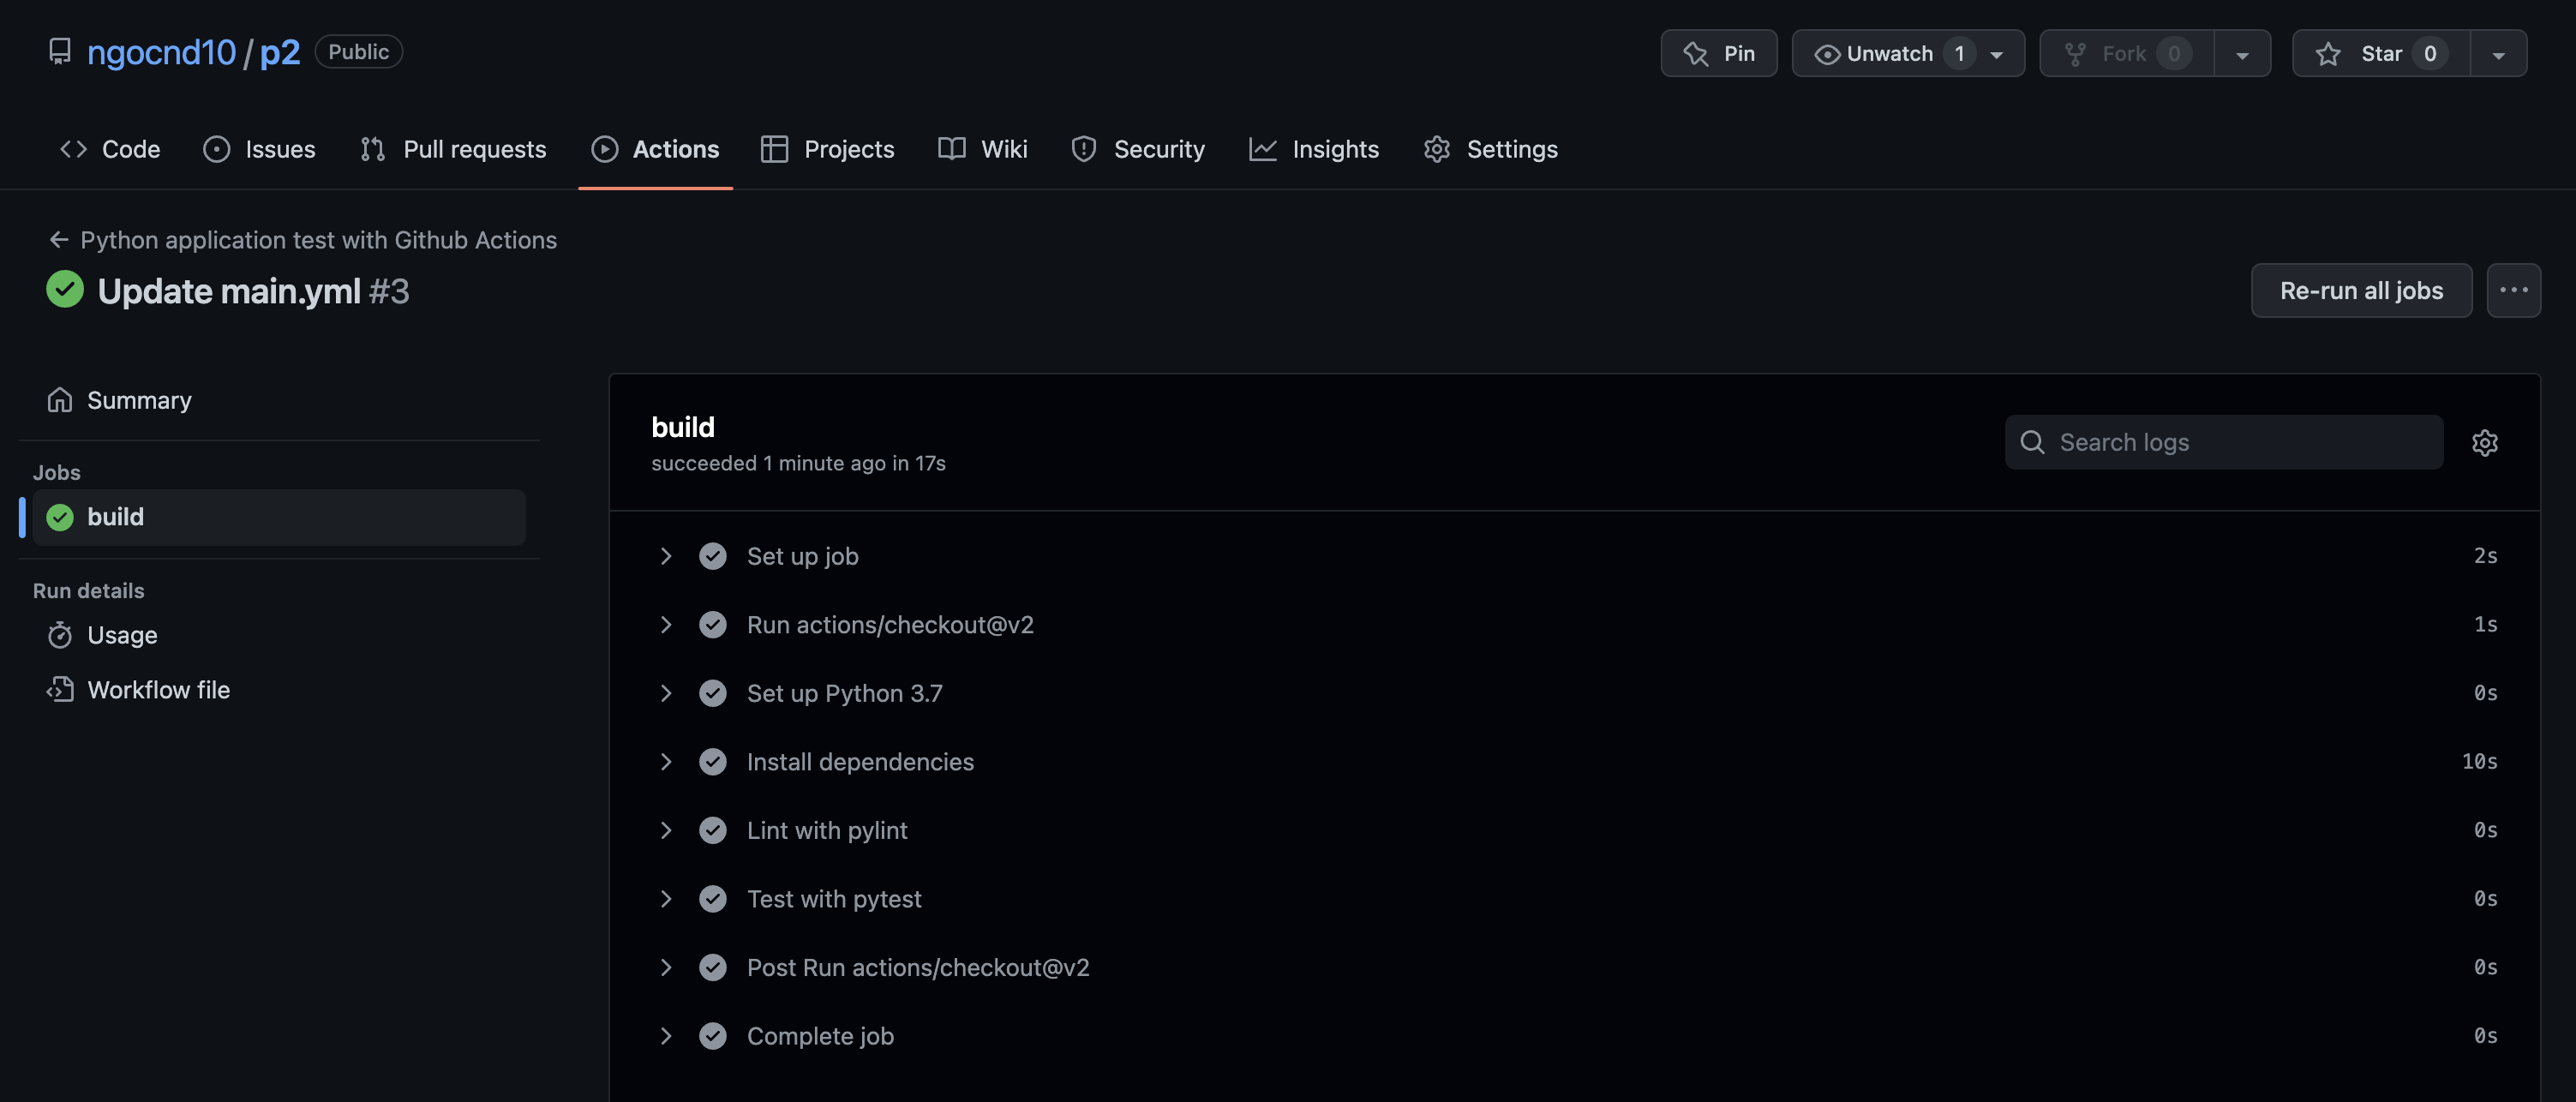 ngocnd10 / p2 Public
Pin
Unwatch 1
Fork 0
Star 0
Code
Issues
Pull requests
Actions
Projects
Wiki
Security
Insights
Settings
Python application test with Github Actions
Update main.yml #3
Re-run all jobs
Summary
Jobs
build
Run details
Usage
Workflow file
build
succeeded 1 minute ago in 17s
Search logs
Set up job 2s
Run actions/checkout@v2 1s
Set up Python 3.7 0s
Install dependencies 10s
Lint with pylint 0s
Test with pytest 0s
Post Run actions/checkout@v2 0s
Complete job 0s